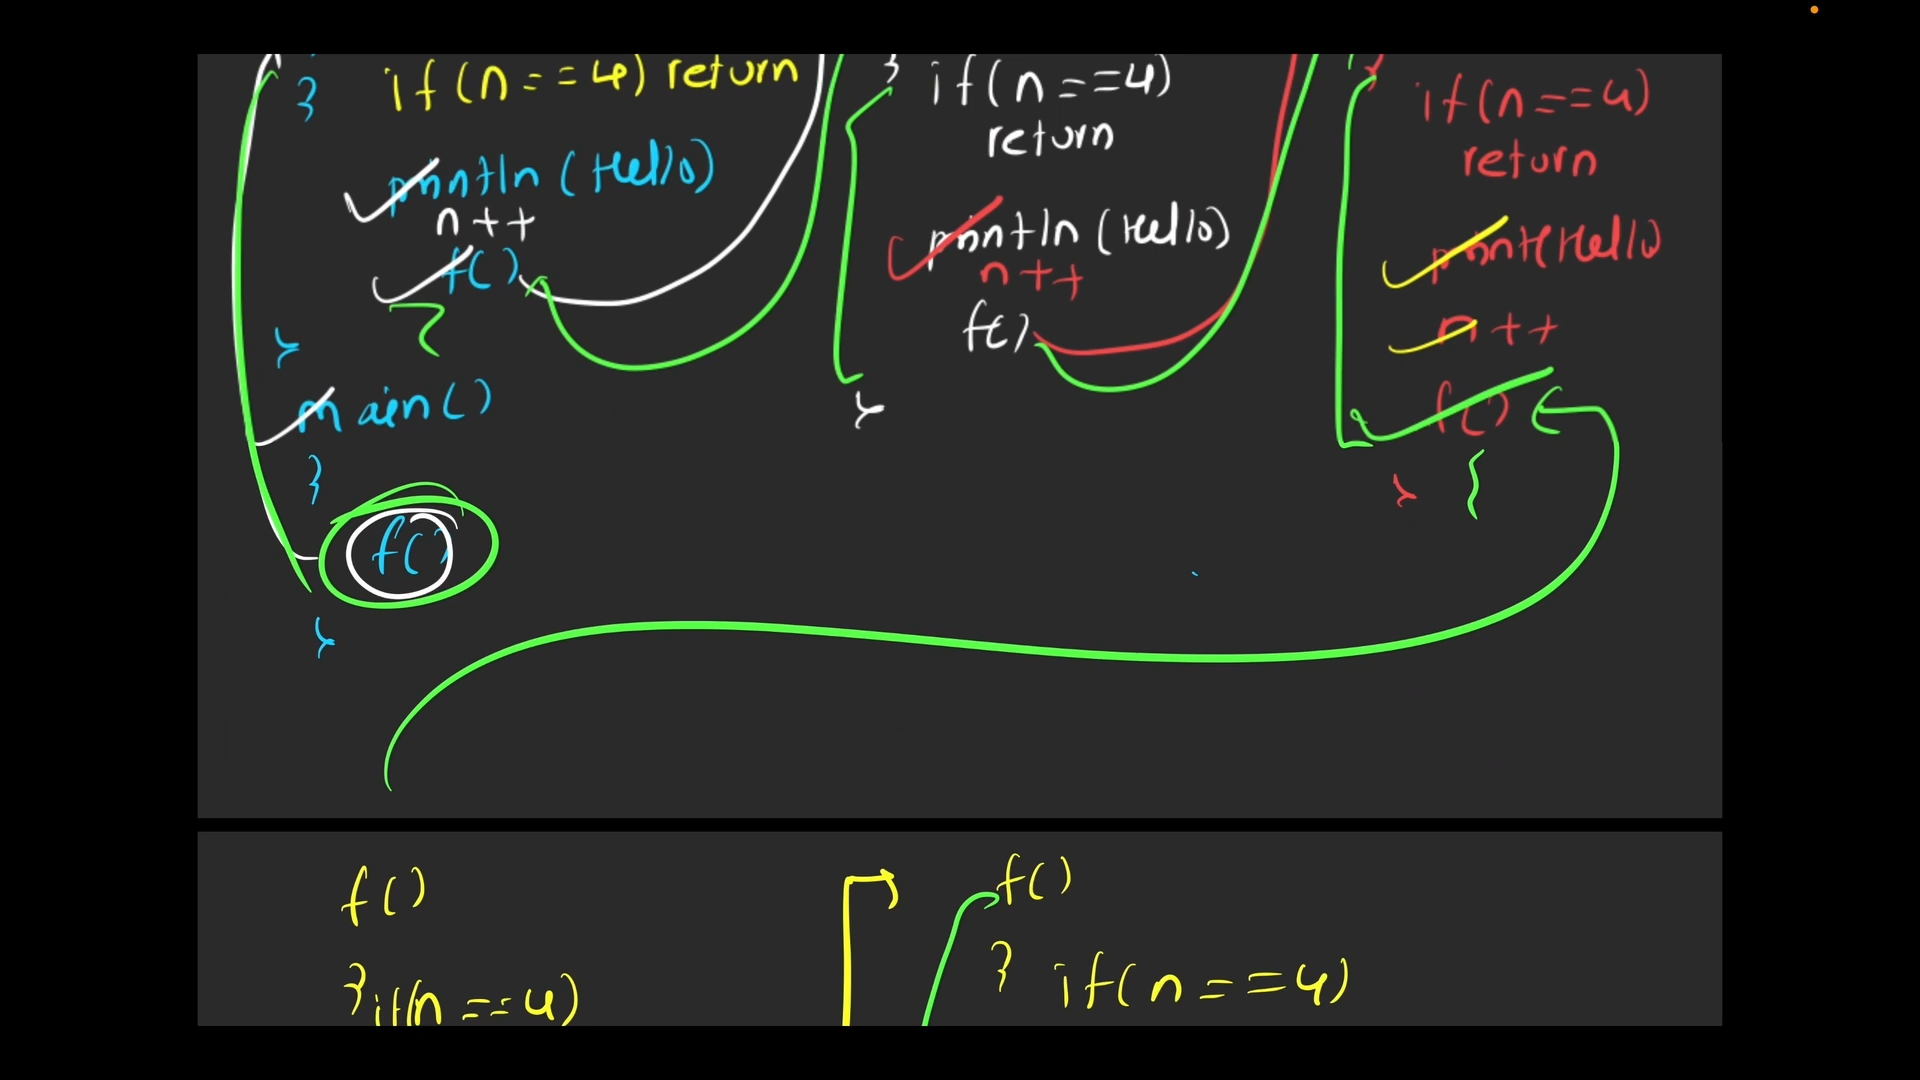 } if(n==4) return
println(Hello)
n++
f()
}
main()
}
f()
}
} if(n==4)
return
println(Hello)
n++
f()
}
if(n==4)
return
print(Hello)
n++
f()
}
f()
} if(n==4)
f()
} if(n==4)